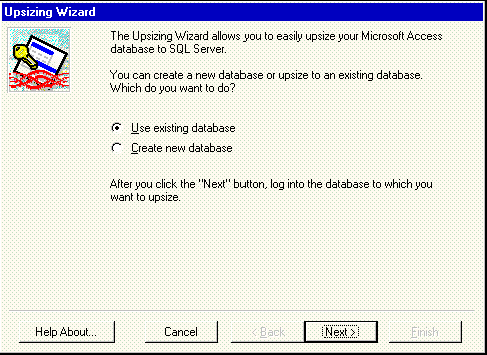 Upsizing Wizard
The Upsizing Wizard allows you to easily upsize your Microsoft Access
database to SQL Server.
You can create a new database or upsize to an existing database.
Which do you want to do?
Use existing database
Create new database
After you click the "Next" button, log into the database to which you
want to upsize.
Help About...
Cancel
< Back
Next >
Finish